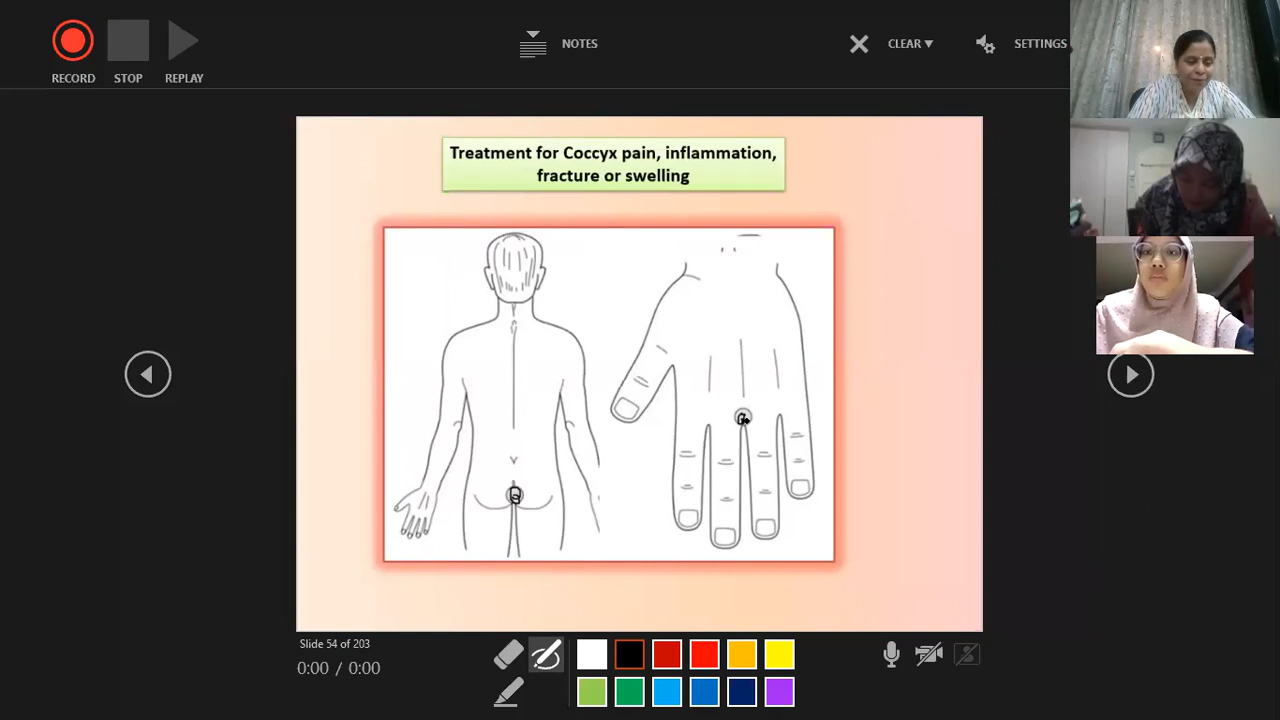 RECORD STOP REPLAY
NOTES
CLEAR
SETTINGS
Treatment for Coccyx pain, inflammation,
fracture or swelling
Slide 54 of 203
0:00 / 0:00